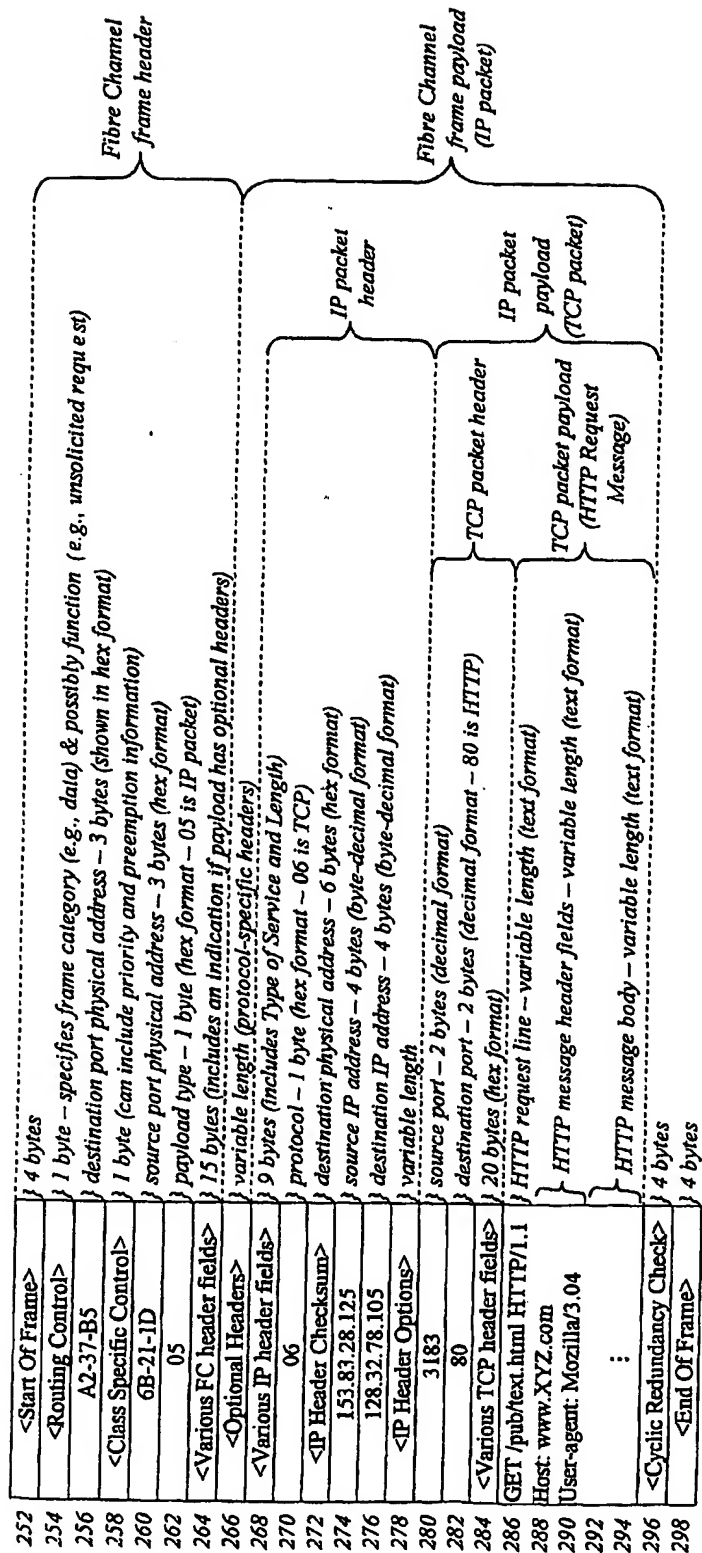 252 <Start Of Frame> } 4 bytes
254 <Routing Control> } 1 byte – specifies frame category (e.g., data) & possibly function (e.g., unsolicited request)
256 A2-37-B5 } destination port physical address – 3 bytes (shown in hex format)
258 <Class Specific Control> } 1 byte (can include priority and preemption information)
260 6B-21-1D } source port physical address – 3 bytes (hex format)
262 05 } payload type – 1 byte (hex format – 05 is IP packet)
264 <Various FC header fields> } 15 bytes (includes an indication if payload has optional headers)
266 <Optional Headers> } variable length (protocol-specific headers)
268 <Various IP header fields> } 9 bytes (includes Type of Service and Length)
270 06 } protocol – 1 byte (hex format – 06 is TCP)
272 <IP Header Checksum> } destination physical address – 6 bytes (hex format)
274 153.83.28.125 } source IP address – 4 bytes (byte-decimal format)
276 128.32.78.105 } destination IP address – 4 bytes (byte-decimal format)
278 <IP Header Options> } variable length
280 3183 } source port – 2 bytes (decimal format)
282 80 } destination port – 2 bytes (decimal format – 80 is HTTP)
284 <Various TCP header fields> } 20 bytes (hex format)
286 GET /pub/text.html HTTP/1.1 } HTTP request line – variable length (text format)
288 Host: www.XYZ.com
290 User-agent: Mozilla/3.04
HTTP message header fields – variable length (text format)
292
294 ⋮
HTTP message body – variable length (text format)
296 <Cyclic Redundancy Check> } 4 bytes
298 <End Of Frame> } 4 bytes
TCP packet header
TCP packet payload
(HTTP Request
Message)
IP packet
header
IP packet
payload
(TCP packet)
Fibre Channel
frame header
Fibre Channel
frame payload
(IP packet)